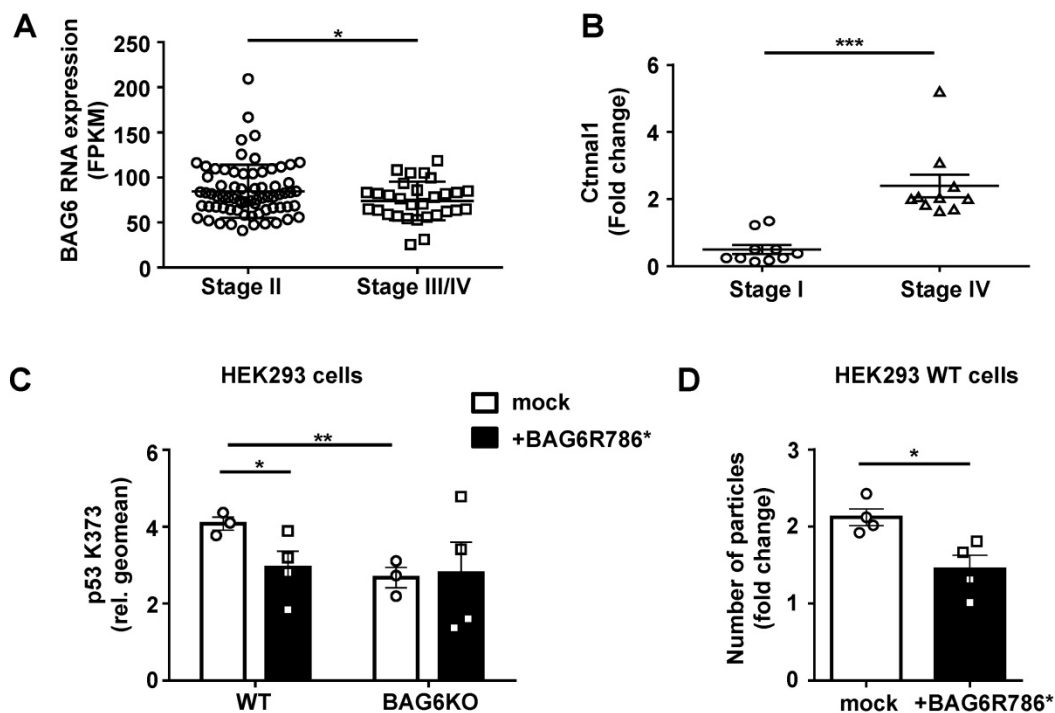 A
BAG6 RNA expression
(FPKM)
250
200
150
100
50
0
*
Stage II
Stage III/IV
B
Ctnnal1
(Fold change)
6
4
2
0
***
Stage I
Stage IV
C
HEK293 cells
mock
+BAG6R786*
p53 K373
(rel. geomean)
6
4
2
0
**
*
WT
BAG6KO
D
HEK293 WT cells
Number of particles
(fold change)
3
2
1
0
*
mock
+BAG6R786*